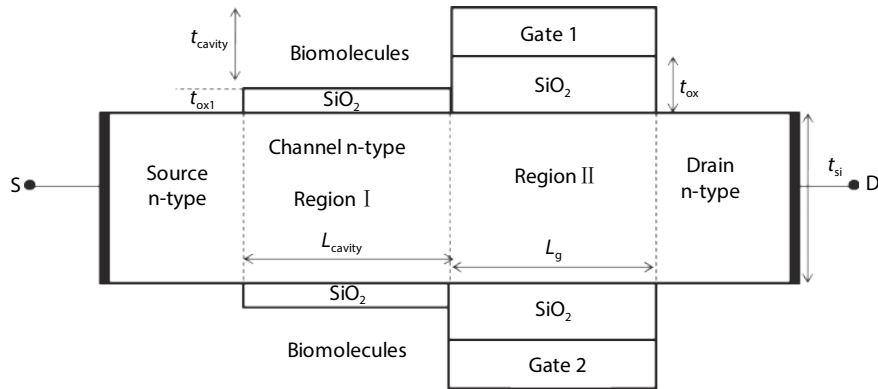 t_cavity
Biomolecules
Gate 1
t_ox1
SiO₂
SiO₂
t_ox
Channel n-type
Source
n-type
Region Ⅰ
Region Ⅱ
Drain
n-type
t_si
S
D
L_cavity
L_g
SiO₂
SiO₂
Biomolecules
Gate 2